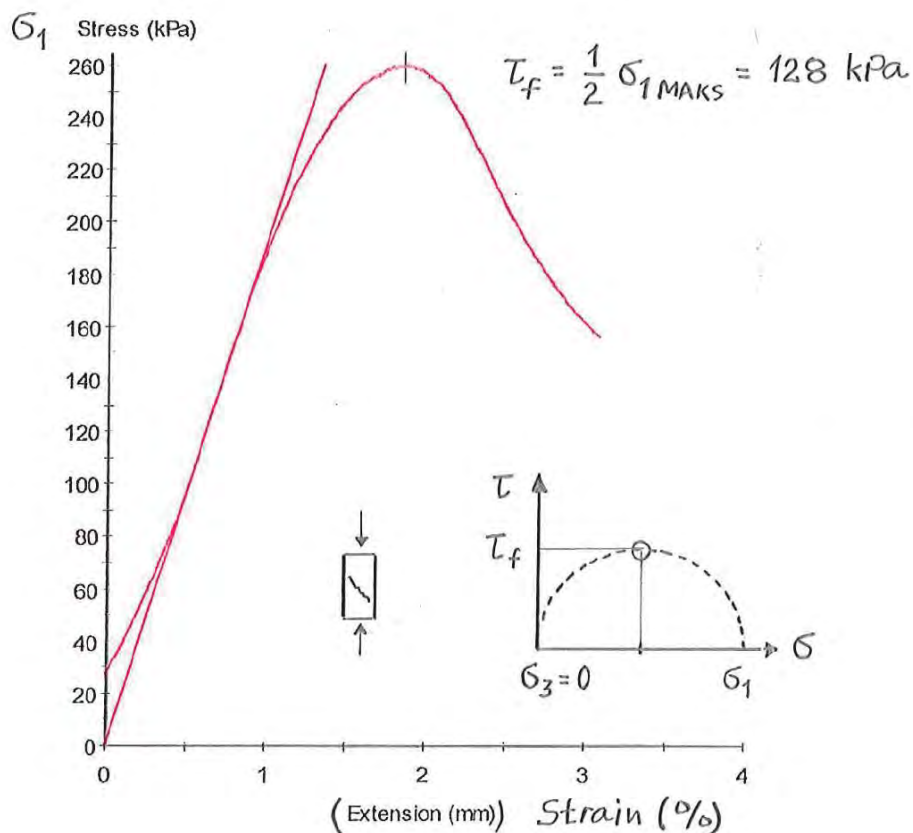 σ₁ Stress (kPa)
τf = 1/2 σ₁ MAKS = 128 kPa
260
240
220
200
180
160
140
120
100
80
60
40
20
0
0 1 2 3 4
(Extension (mm)) Strain (%)
τ
τf
σ
σ₃=0 σ₁